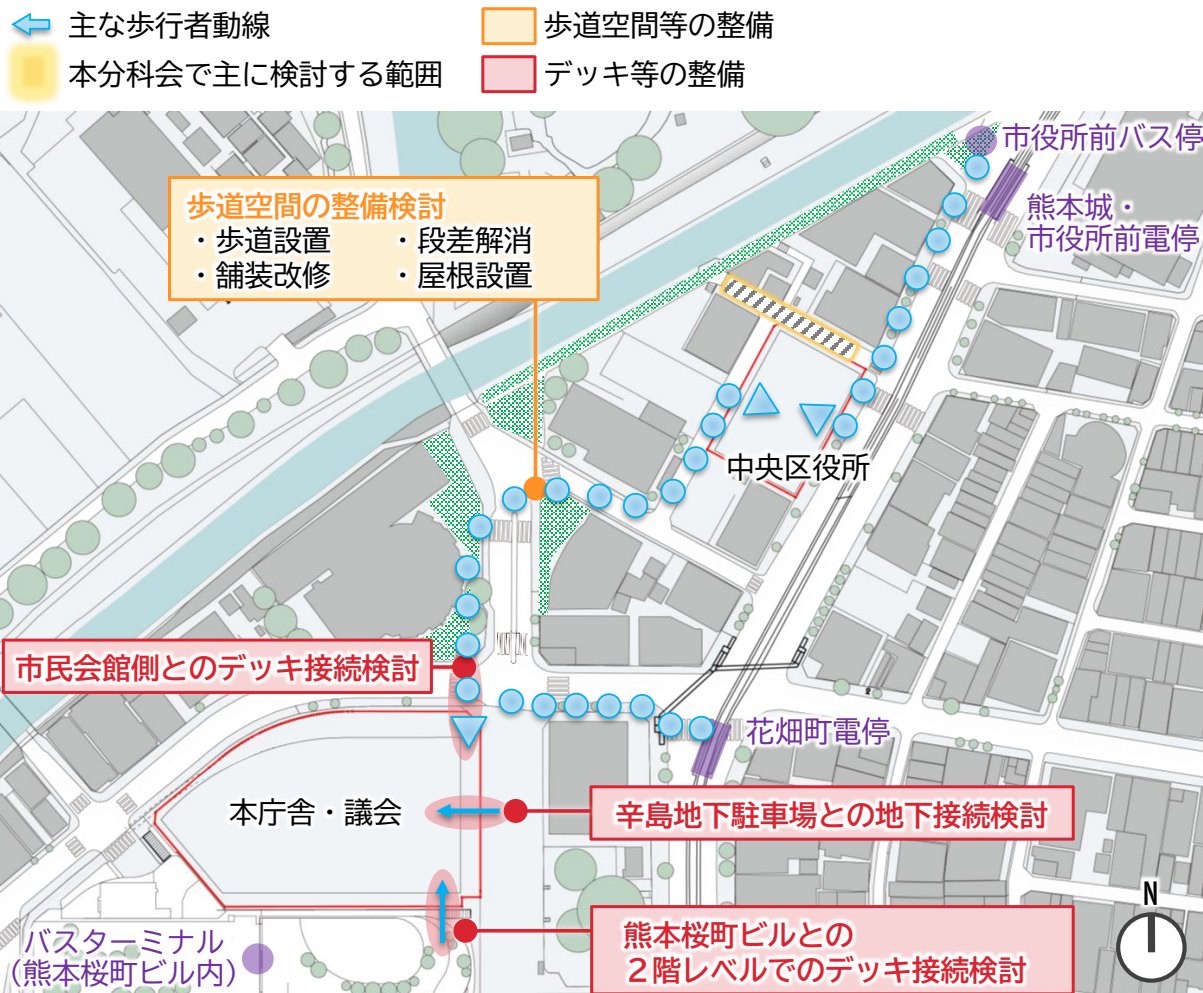 主な歩行者動線
歩道空間等の整備
本分科会で主に検討する範囲
デッキ等の整備
市役所前バス停
熊本城・
市役所前電停
歩道空間の整備検討
・歩道設置 ・段差解消
・舗装改修 ・屋根設置
中央区役所
市民会館側とのデッキ接続検討
花畑町電停
本庁舎・議会
辛島地下駐車場との地下接続検討
熊本桜町ビルとの
２階レベルでのデッキ接続検討
バスターミナル
(熊本桜町ビル内)
N